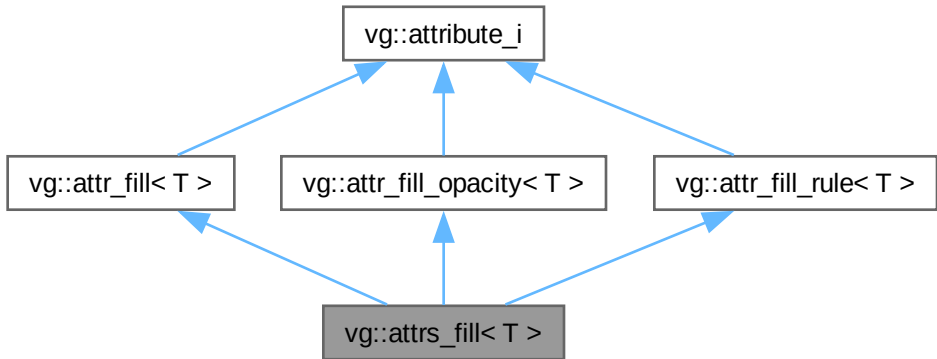 vg::attribute_i
vg::attr_fill< T >
vg::attr_fill_opacity< T >
vg::attr_fill_rule< T >
vg::attrs_fill< T >